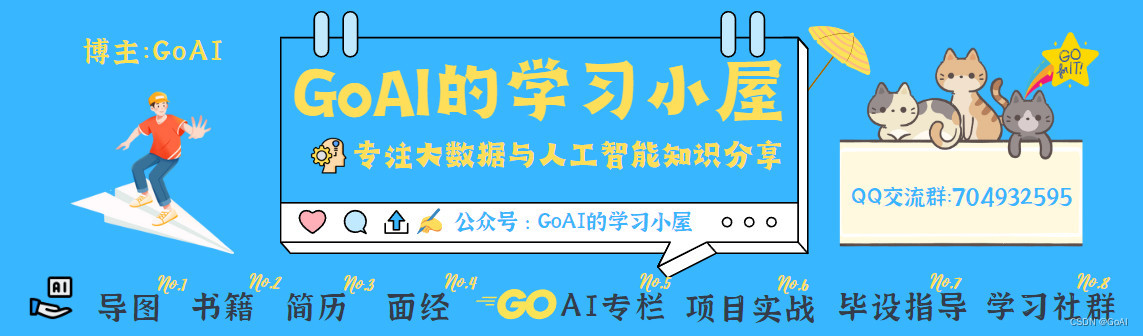 博主:GoAI
GoAI的学习小屋
专注大数据与人工智能知识分享
公众号:GoAI的学习小屋
GO
for IT!
QQ交流群:704932595
AI
No.1
导图
No.2
书籍
No.3
简历
No.4
面经
No.5
GO AI专栏
No.6
项目实战
No.7
毕设指导
No.8
学习社群
CSDN @GoAI